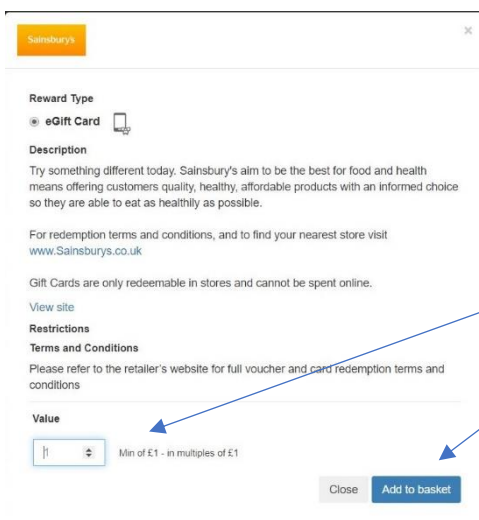 Sainsbury's
×
Reward Type
eGift Card
Description
Try something different today. Sainsbury's aim to be the best for food and health
means offering customers quality, healthy, affordable products with an informed choice
so they are able to eat as healthily as possible.
For redemption terms and conditions, and to find your nearest store visit
www.Sainsburys.co.uk
Gift Cards are only redeemable in stores and cannot be spent online.
View site
Restrictions
Terms and Conditions
Please refer to the retailer's website for full voucher and card redemption terms and
conditions
Value
1 Min of £1 - in multiples of £1
Close Add to basket